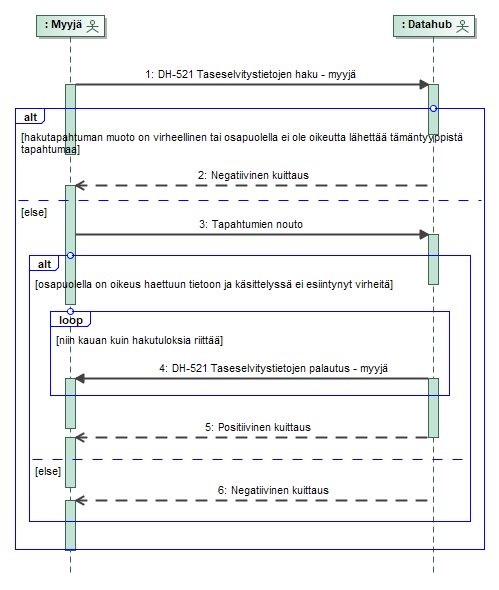 : Myyjä
: Datahub
1: DH-521 Taseselvitystietojen haku - myyjä
alt
[hakutapahtuman muoto on virheellinen tai osapuolella ei ole oikeutta lähettää tämäntyyppistä
tapahtumaa]
2: Negatiivinen kuittaus
[else]
3: Tapahtumien nouto
alt
[osapuolella on oikeus haettuun tietoon ja käsittelyssä ei esiintynyt virheitä]
loop
[niin kauan kuin hakutuloksia riittää]
4: DH-521 Taseselvitystietojen palautus - myyjä
5: Positiivinen kuittaus
[else]
6: Negatiivinen kuittaus